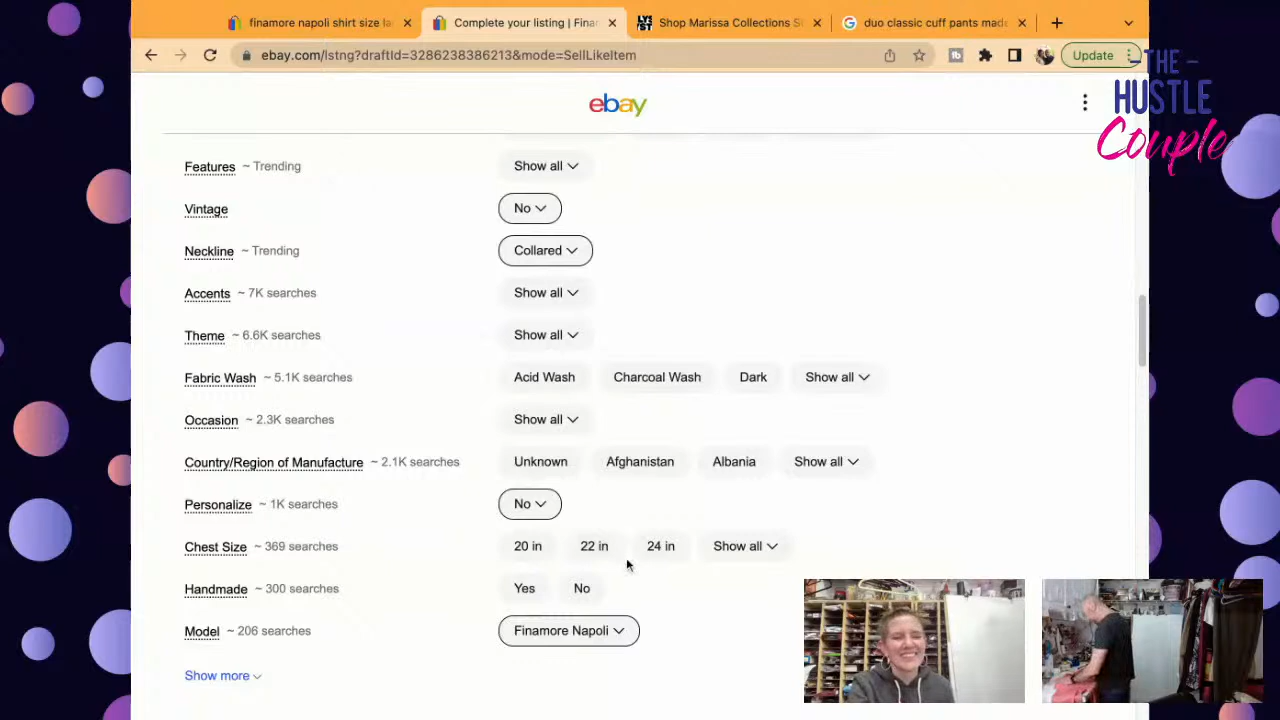 finamore napoli shirt size la
Complete your listing | Fina
LYST Shop Marissa Collections S
G duo classic cuff pants made
ebay.com/lstng?draftId=3286238386213&mode=SellLikeItem
Update
THE
HUSTLE
Couple
ebay
Features ~ Trending Show all
Vintage No
Neckline ~ Trending Collared
Accents ~ 7K searches Show all
Theme ~ 6.6K searches Show all
Fabric Wash ~ 5.1K searches Acid Wash Charcoal Wash Dark Show all
Occasion ~ 2.3K searches Show all
Country/Region of Manufacture ~ 2.1K searches Unknown Afghanistan Albania Show all
Personalize ~ 1K searches No
Chest Size ~ 369 searches 20 in 22 in 24 in Show all
Handmade ~ 300 searches Yes No
Model ~ 206 searches Finamore Napoli
Show more